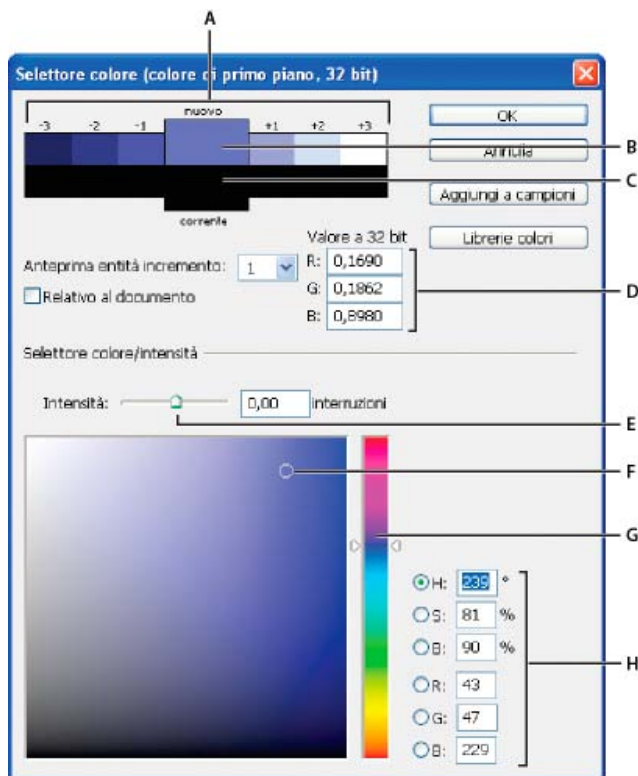 A
Selettore colore (colore di primo piano, 32 bit)
nuovo
-3 -2 -1 +1 +2 +3
OK
B
Annulla
C
Aggiungi a campioni
corrente
Valore a 32 bit
Librerie colori
Anteprima entità incremento: 1
R: 0,1690
Relativo al documento
G: 0,1862
D
B: 0,8980
Selettore colore/intensità
Intensità: 0,00 interruzioni
E
F
G
H: 239 °
S: 81 %
B: 90 %
H
R: 43
G: 47
B: 229